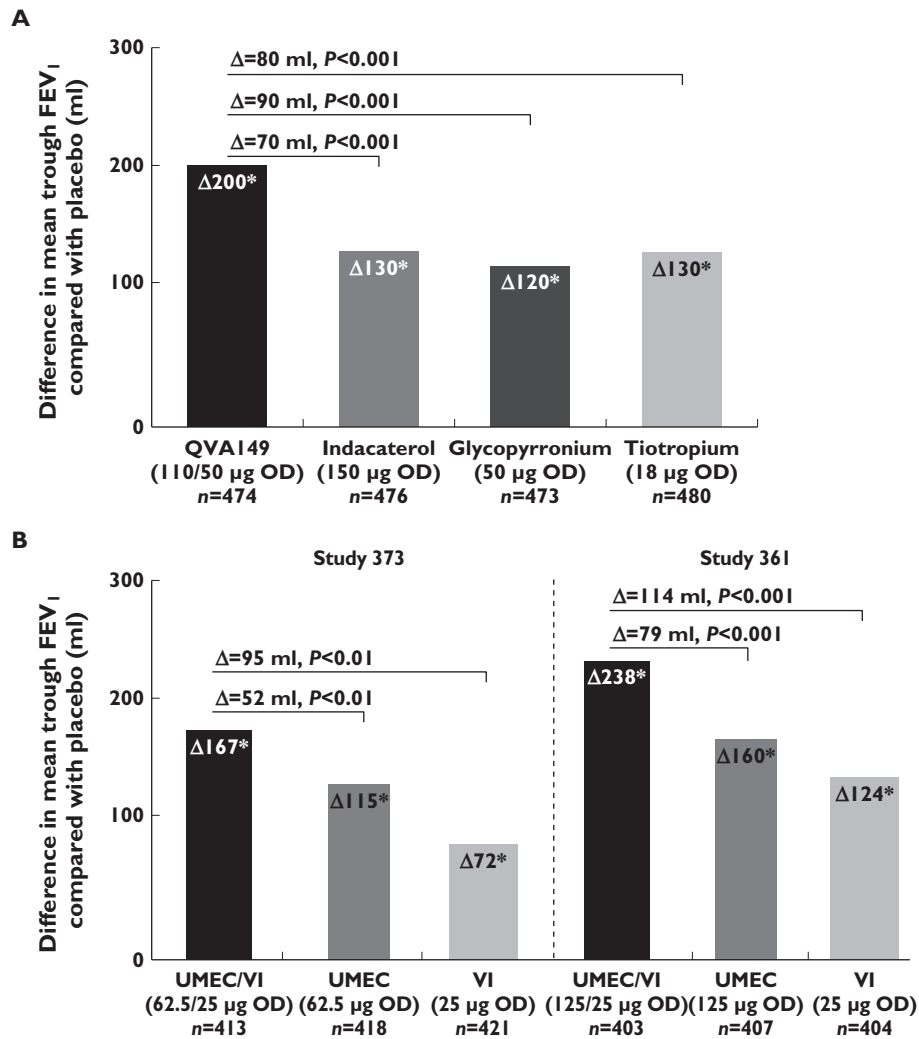 A
Difference in mean trough FEV1
compared with placebo (ml)
300
200
100
0
Δ=80 ml, P<0.001
Δ=90 ml, P<0.001
Δ=70 ml, P<0.001
Δ200*
Δ130*
Δ120*
Δ130*
QVA149
(110/50 µg OD)
n=474
Indacaterol
(150 µg OD)
n=476
Glycopyrronium
(50 µg OD)
n=473
Tiotropium
(18 µg OD)
n=480
B
Difference in mean trough FEV1
compared with placebo (ml)
300
200
100
0
Study 373
Δ=95 ml, P<0.01
Δ=52 ml, P<0.01
Δ167*
Δ115*
Δ72*
UMEC/VI
(62.5/25 µg OD)
n=413
UMEC
(62.5 µg OD)
n=418
VI
(25 µg OD)
n=421
Study 361
Δ=114 ml, P<0.001
Δ=79 ml, P<0.001
Δ238*
Δ160*
Δ124*
UMEC/VI
(125/25 µg OD)
n=403
UMEC
(125 µg OD)
n=407
VI
(25 µg OD)
n=404